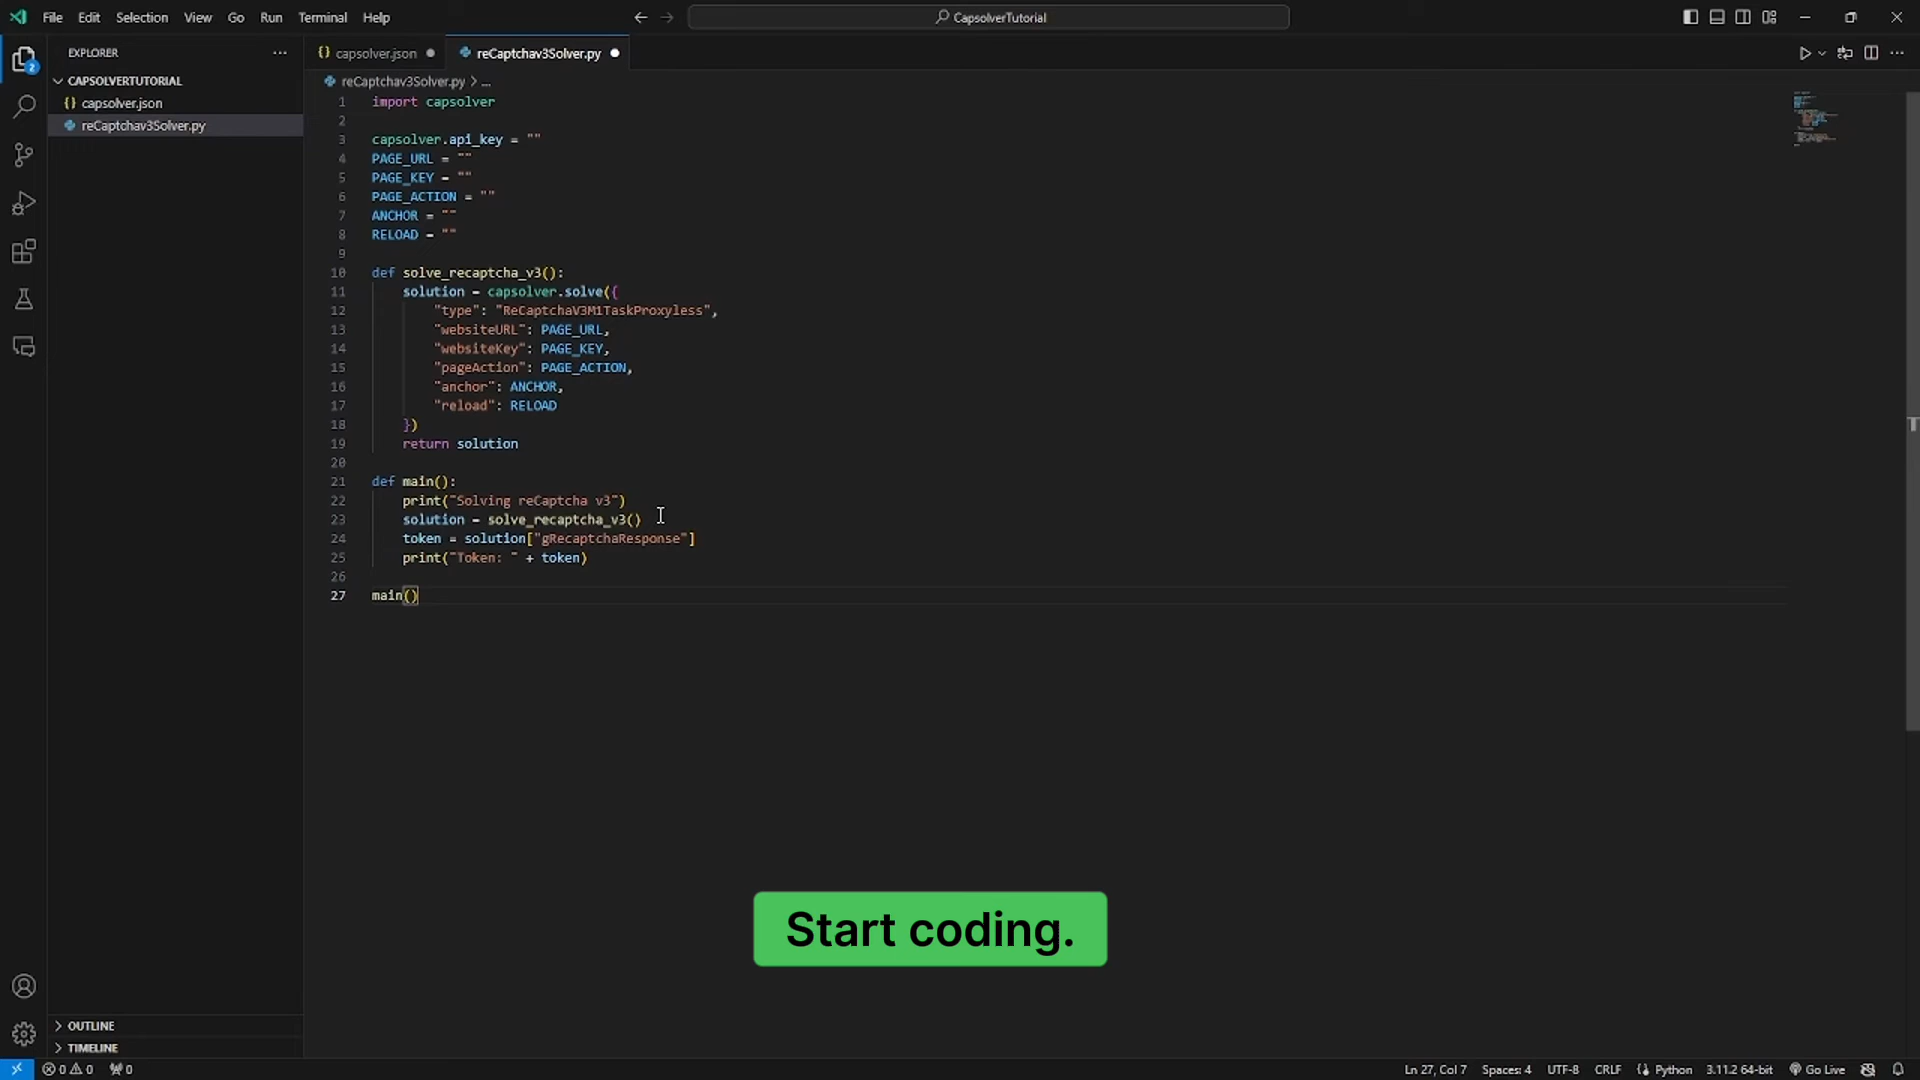 File Edit Selection View Go Run Terminal Help
CapsolverTutorial
EXPLORER
capsolver.json
reCaptchav3Solver.py
CAPSOLVERTUTORIAL
capsolver.json
reCaptchav3Solver.py
2
reCaptchav3Solver.py > ...
1 import capsolver
2
3 capsolver.api_key = ""
4 PAGE_URL = ""
5 PAGE_KEY = ""
6 PAGE_ACTION = ""
7 ANCHOR = ""
8 RELOAD = ""
9
10 def solve_recaptcha_v3():
11 solution = capsolver.solve({
12 "type": "ReCaptchaV3M1TaskProxyless",
13 "websiteURL": PAGE_URL,
14 "websiteKey": PAGE_KEY,
15 "pageAction": PAGE_ACTION,
16 "anchor": ANCHOR,
17 "reload": RELOAD
18 })
19 return solution
20
21 def main():
22 print("Solving reCaptcha v3")
23 solution = solve_recaptcha_v3()
24 token = solution["gRecaptchaResponse"]
25 print("Token: " + token)
26
27 main()
Start coding.
OUTLINE
TIMELINE
0 0 0 Ln 27, Col 7 Spaces: 4 UTF-8 CRLF Python 3.11.2 64-bit Go Live